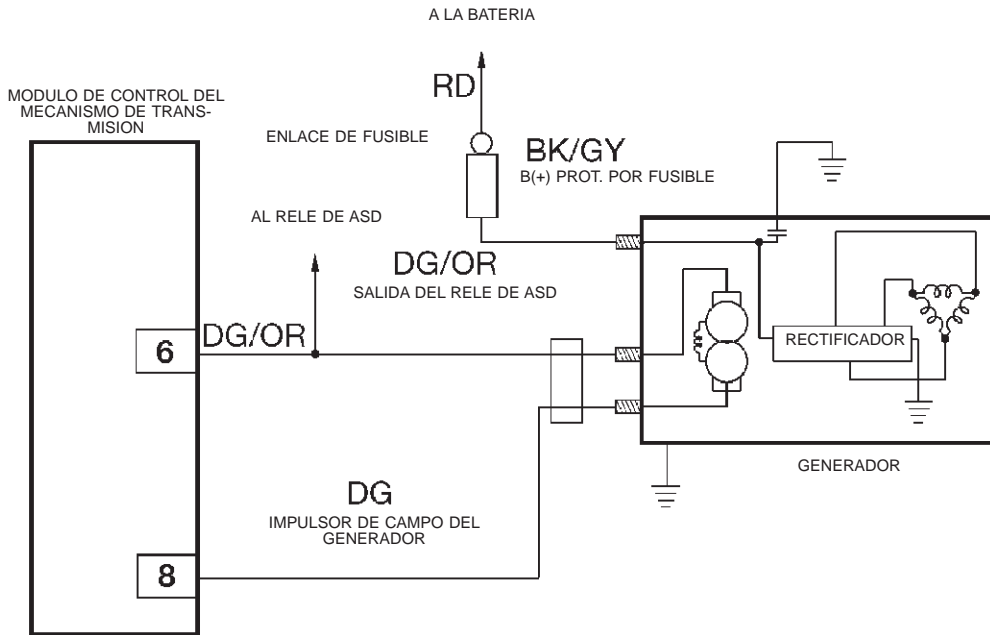 A LA BATERIA
RD
MODULO DE CONTROL DEL
MECANISMO DE TRANS-
MISION
ENLACE DE FUSIBLE
BK/GY
B(+) PROT. POR FUSIBLE
AL RELE DE ASD
DG/OR
SALIDA DEL RELE DE ASD
6
DG/OR
RECTIFICADOR
GENERADOR
DG
IMPULSOR DE CAMPO DEL
GENERADOR
8